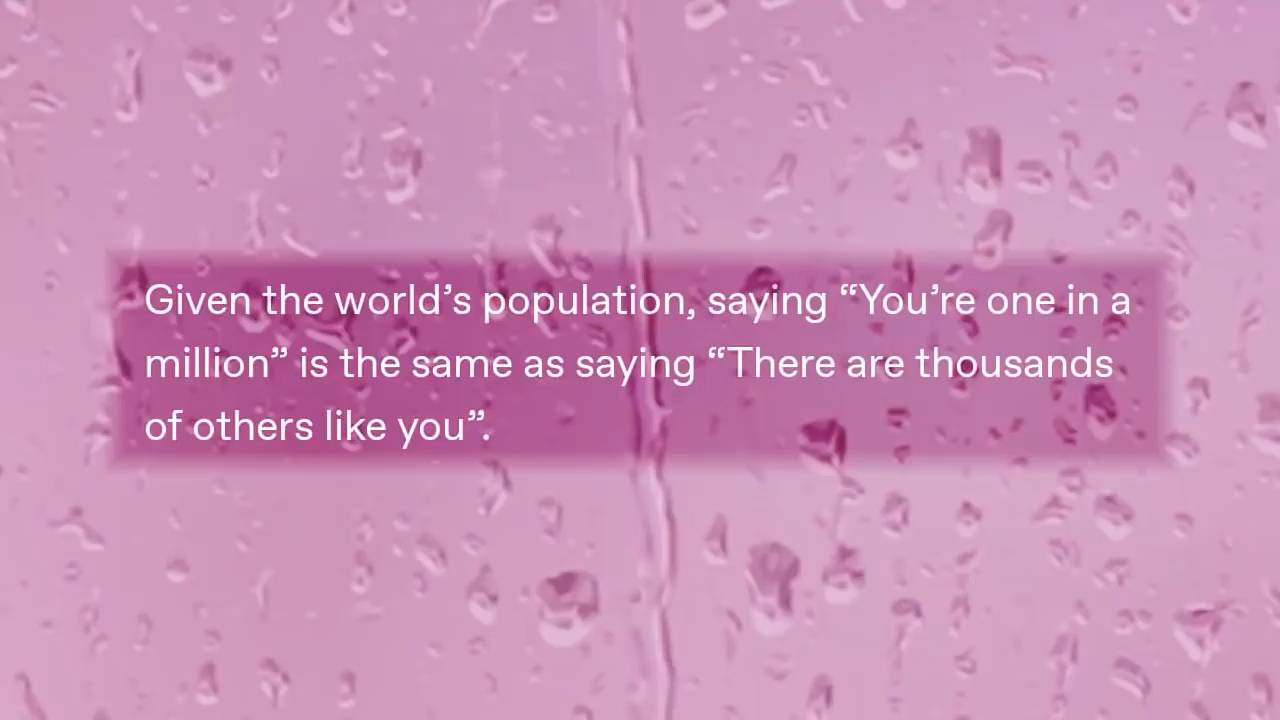 Given the world’s population, saying “You’re one in a
million” is the same as saying “There are thousands
of others like you”.